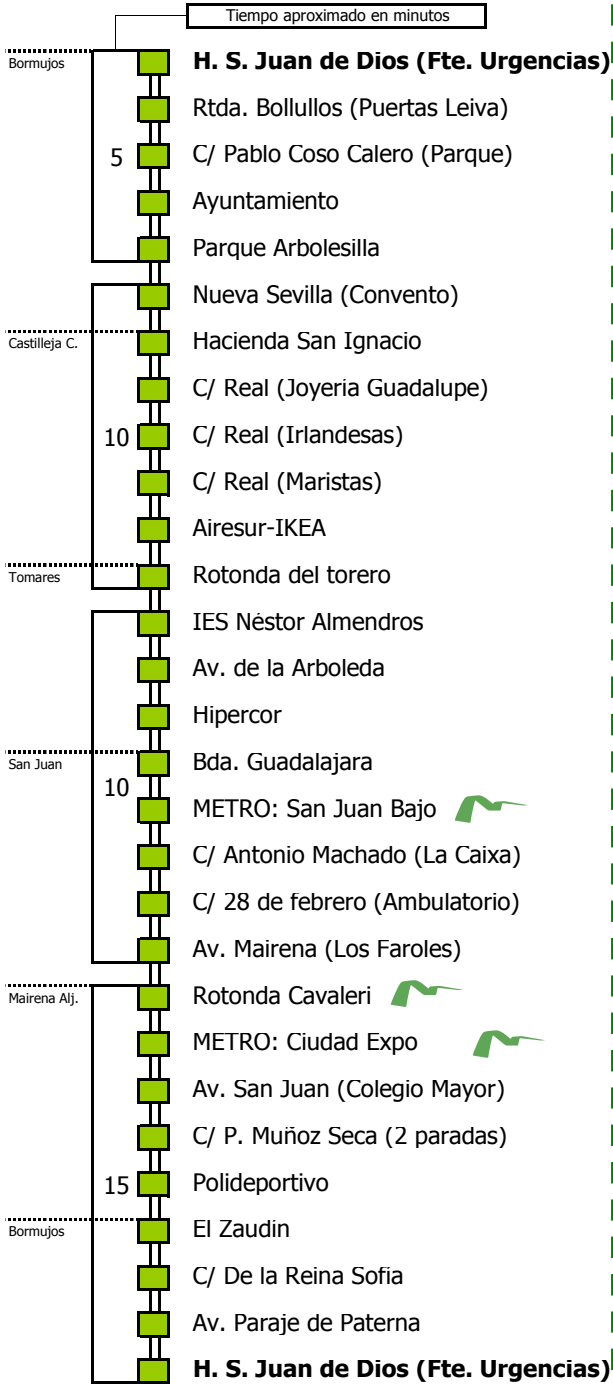 Tiempo aproximado en minutos
Bormujos
H. S. Juan de Dios (Fte. Urgencias)
Rtda. Bollullos (Puertas Leiva)
5
C/ Pablo Coso Calero (Parque)
Ayuntamiento
Parque Arbolesilla
Nueva Sevilla (Convento)
Castilleja C.
Hacienda San Ignacio
C/ Real (Joyeria Guadalupe)
10
C/ Real (Irlandesas)
C/ Real (Maristas)
Airesur-IKEA
Tomares
Rotonda del torero
IES Néstor Almendros
Av. de la Arboleda
Hipercor
San Juan
Bda. Guadalajara
10
METRO: San Juan Bajo
C/ Antonio Machado (La Caixa)
C/ 28 de febrero (Ambulatorio)
Av. Mairena (Los Faroles)
Mairena Alj.
Rotonda Cavaleri
METRO: Ciudad Expo
Av. San Juan (Colegio Mayor)
C/ P. Muñoz Seca (2 paradas)
15
Polideportivo
Bormujos
El Zaudin
C/ De la Reina Sofia
Av. Paraje de Paterna
H. S. Juan de Dios (Fte. Urgencias)